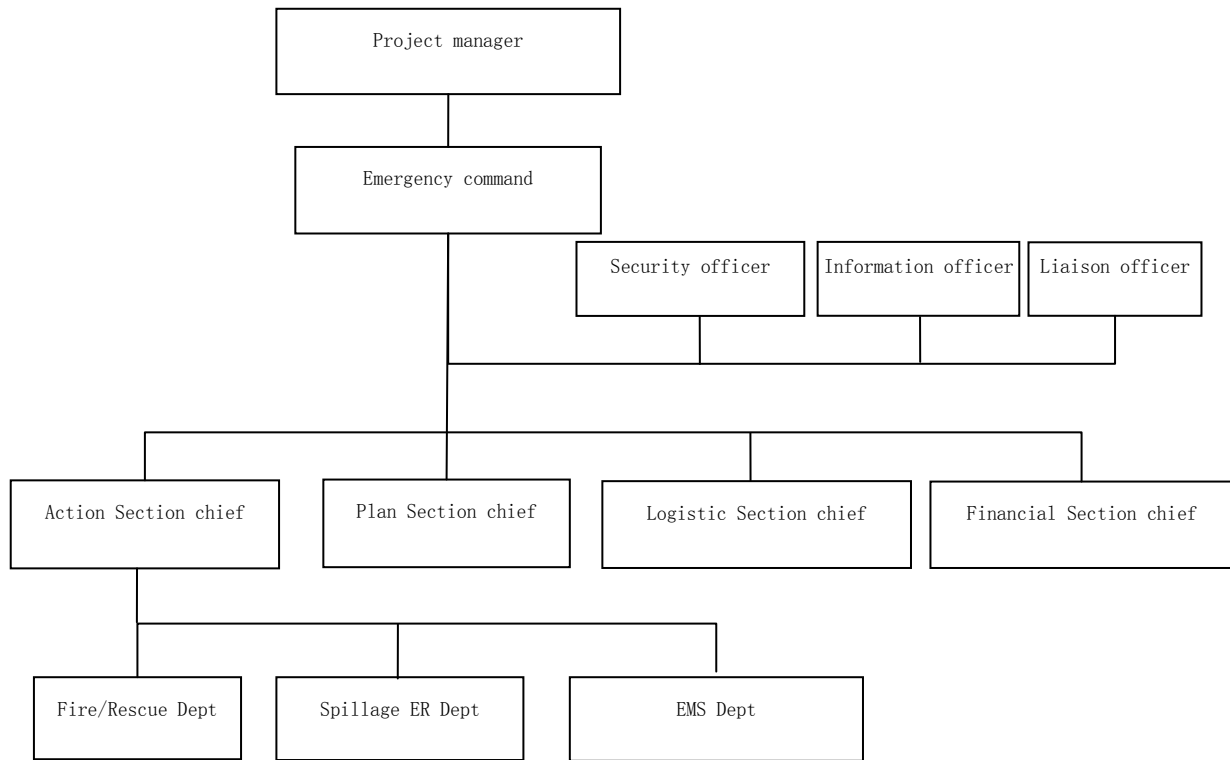 Project manager
Emergency command
Security officer
Information officer
Liaison officer
Action Section chief
Plan Section chief
Logistic Section chief
Financial Section chief
Fire/Rescue Dept
Spillage ER Dept
EMS Dept